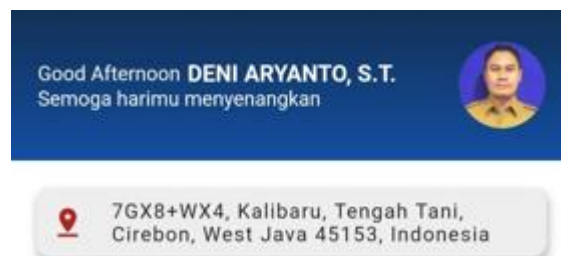 Good Afternoon DENI ARYANTO, S.T.
Semoga harimu menyenangkan
7GX8+WX4, Kalibaru, Tengah Tani,
Cirebon, West Java 45153, Indonesia